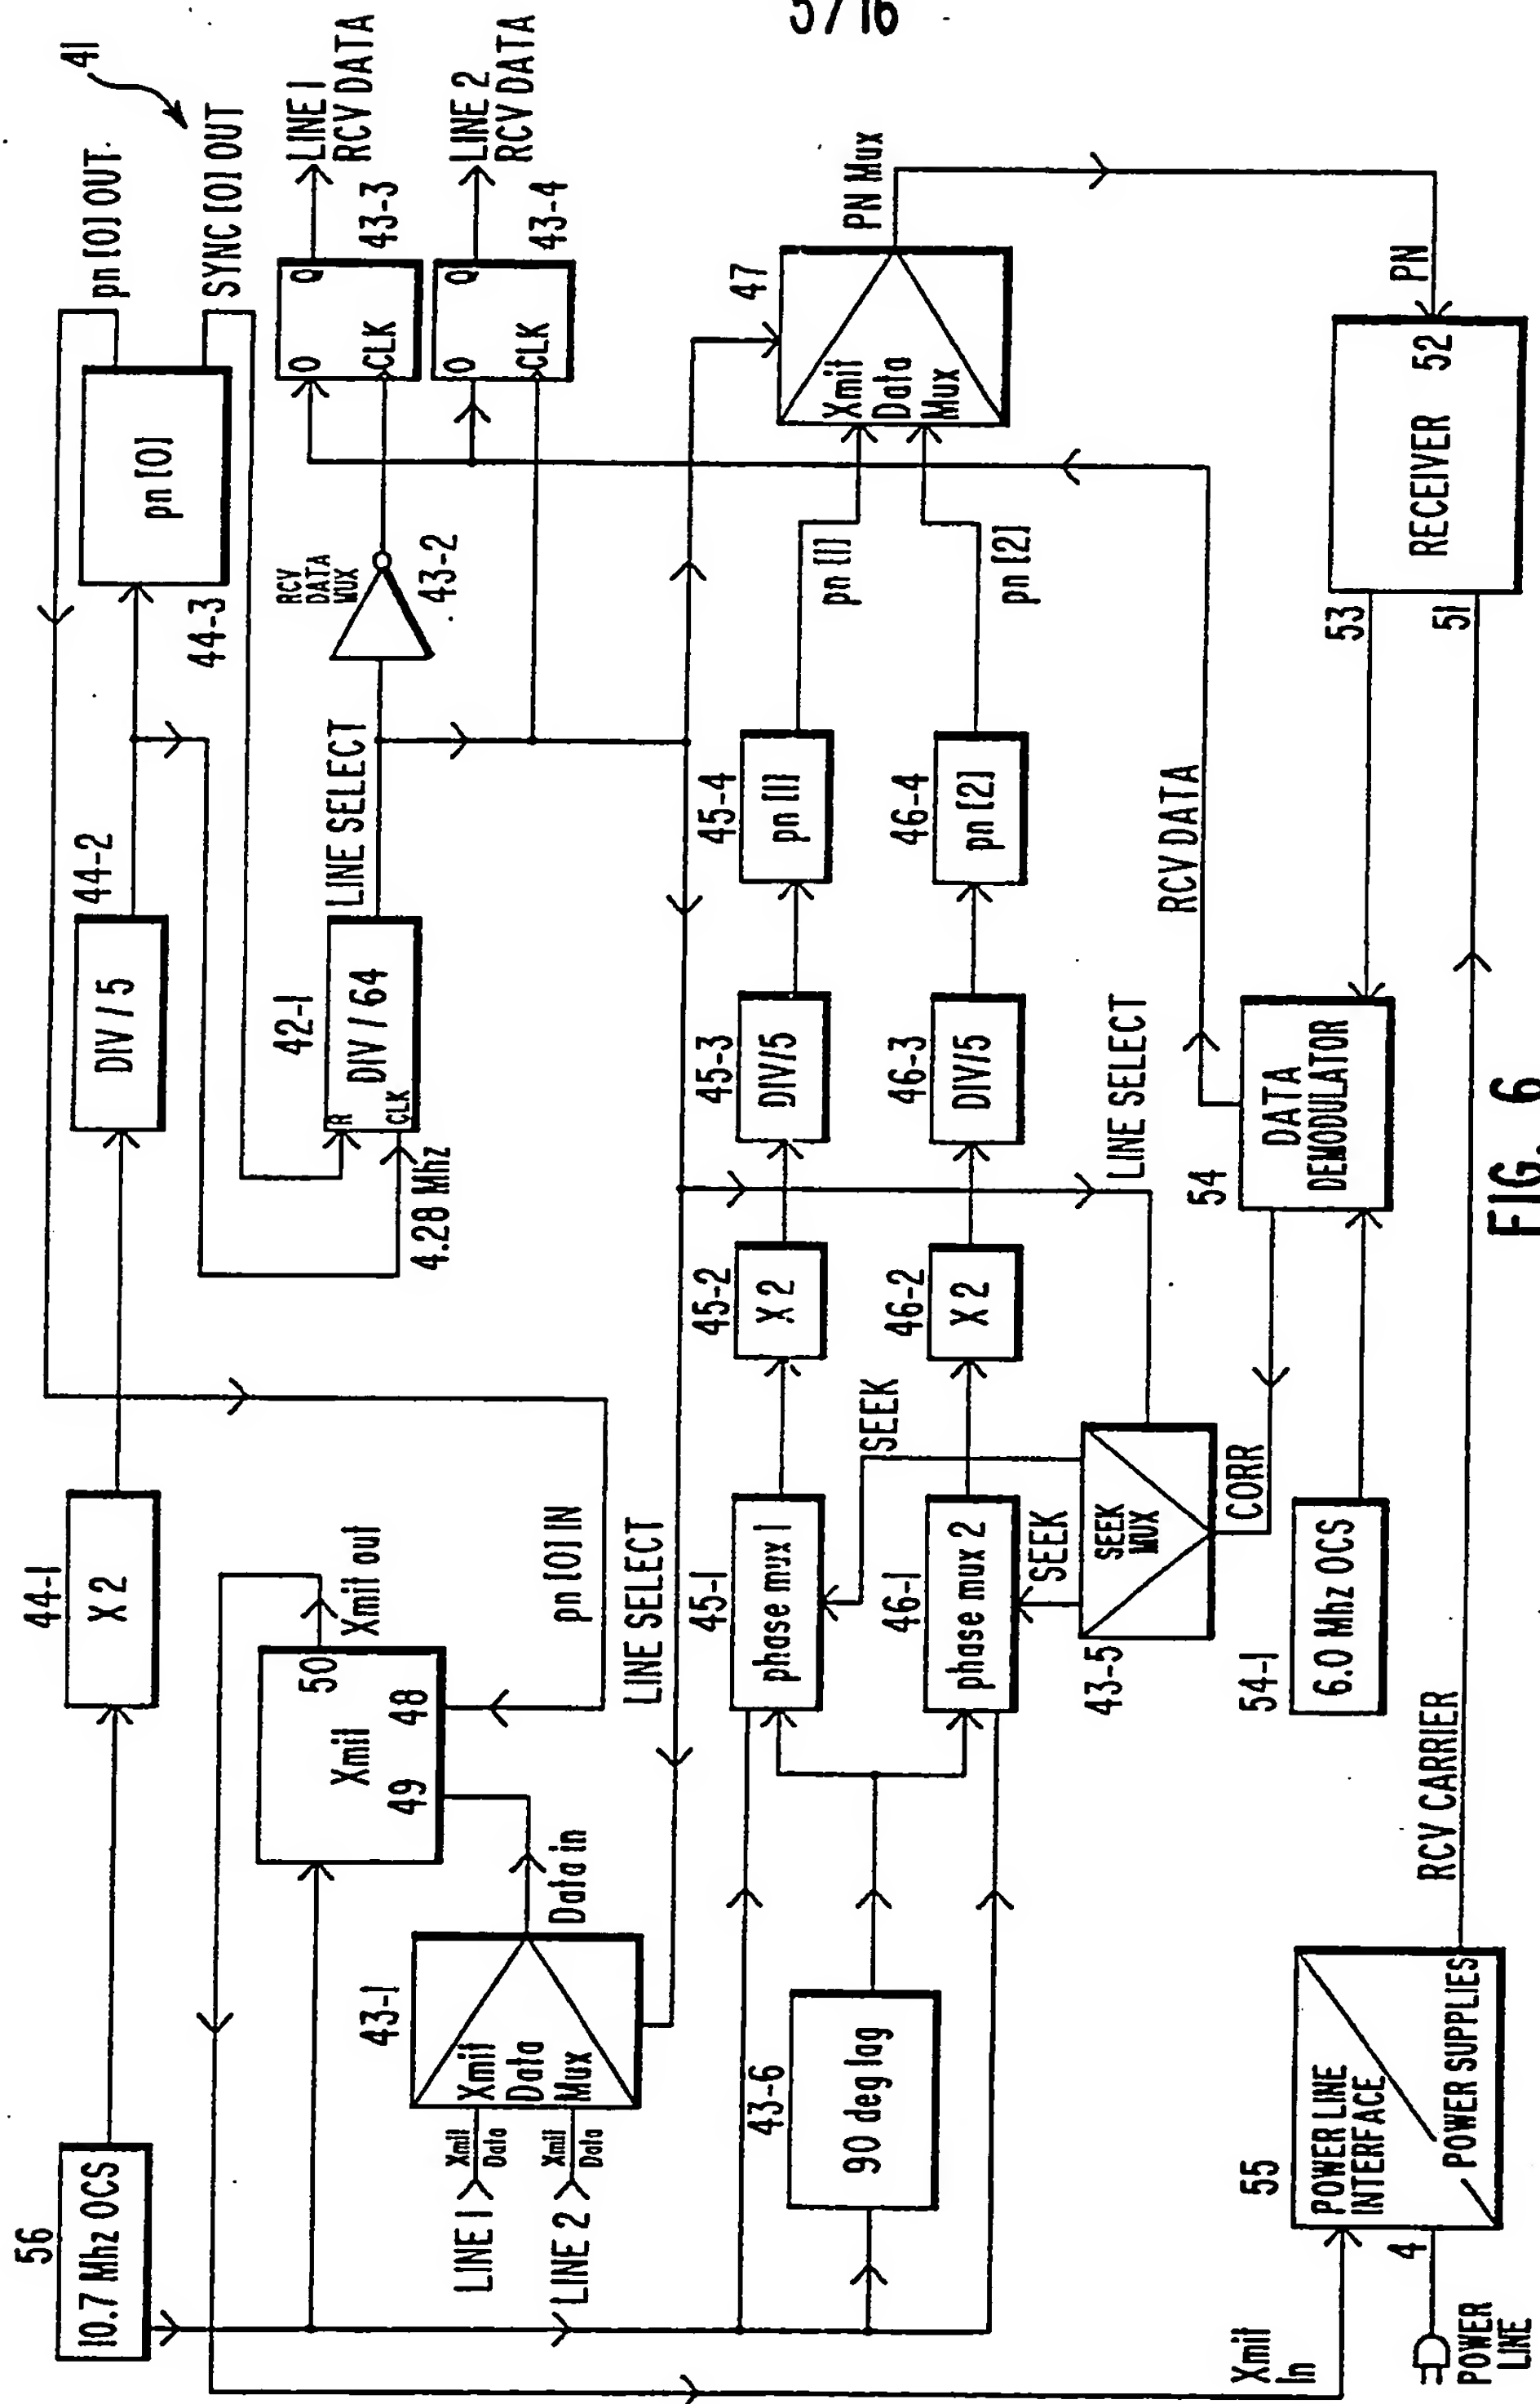 5/16
41
56
10.7 Mhz OCS
44-1
X 2
44-2
DIV / 5
44-3
pn [0]
pn [0] OUT
SYNC [0] OUT
50
Xmit out
Xmit
49
48
pn [0] IN
42-1
DIV / 64
R
CLK
4.28 Mhz
LINE SELECT
RCV
DATA
MUX
43-2
O
Q
CLK
43-3
LINE 1
RCV DATA
O
Q
CLK
43-4
LINE 2
RCV DATA
43-1
Xmit
Data
Mux
Data in
LINE 1
Xmit
Data
LINE 2
Xmit
Data
LINE SELECT
43-6
90 deg lag
45-1
phase mux 1
45-2
X 2
45-3
DIV/5
45-4
pn [1]
pn [1]
46-1
phase mux 2
46-2
X 2
46-3
DIV/5
46-4
pn [2]
pn [2]
47
Xmit
Data
Mux
PN Mux
SEEK
SEEK
SEEK
MUX
43-5
CORR
LINE SELECT
RCV DATA
54-1
6.0 Mhz OCS
54
DATA
DEMODULATOR
53
51
RECEIVER 52
PN
Xmit
In
55
POWER LINE
INTERFACE
POWER SUPPLIES
4
POWER
LINE
RCV CARRIER
FIG. 6